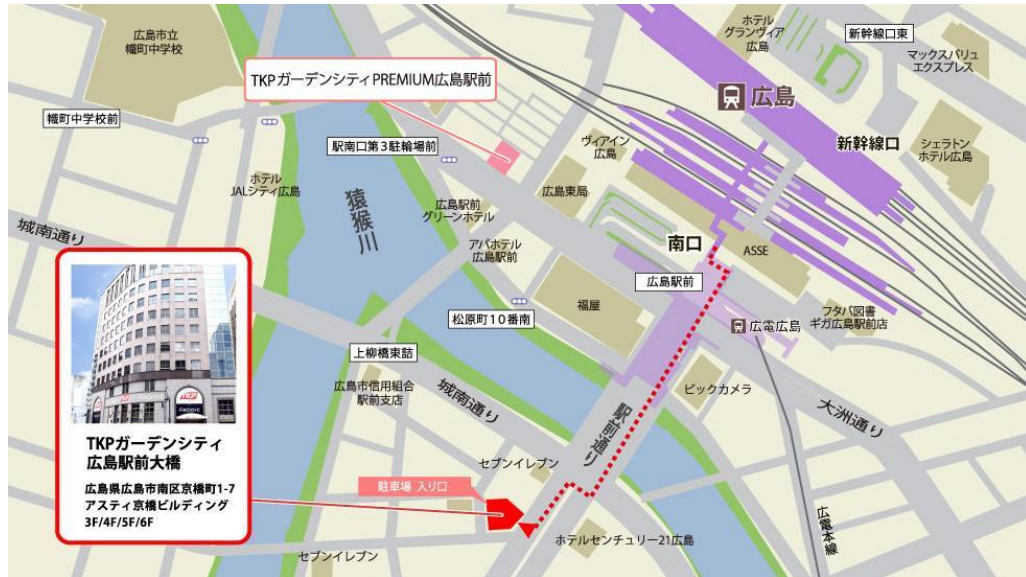 広島市立
幟町中学校
TKPガーデンシティPREMIUM広島駅前
幟町中学校前
駅南口第3駐輪場前
ホテル
グランヴィア
広島
新幹線口東
マックスバリュ
エクスプレス
広島
新幹線口
シェラトン
ホテル広島
ヴィアイン
広島
ホテル
JALシティ広島
猿猴川
広島駅前
グリーンホテル
広島東局
城南通り
アパホテル
広島駅前
南口
ASSE
広島駅前
福屋
松原町10番南
広電広島
フタバ図書
ギガ広島駅前店
上柳橋東詰
広島市信用組合
駅前支店
城南通り
ビックカメラ
駅前通り
大洲通り
TKP
TKPガーデンシティ
広島駅前大橋
広島県広島市南区京橋町1-7
アスティ京橋ビルディング
3F/4F/5F/6F
セブンイレブン
駐車場 入り口
セブンイレブン
ホテルセンチュリー21広島
広電本線